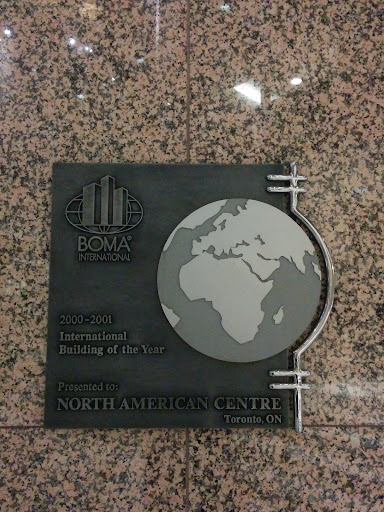 BOMA®
INTERNATIONAL
2000-2001
International
Building of the Year
Presented to:
NORTH AMERICAN CENTRE
Toronto, ON